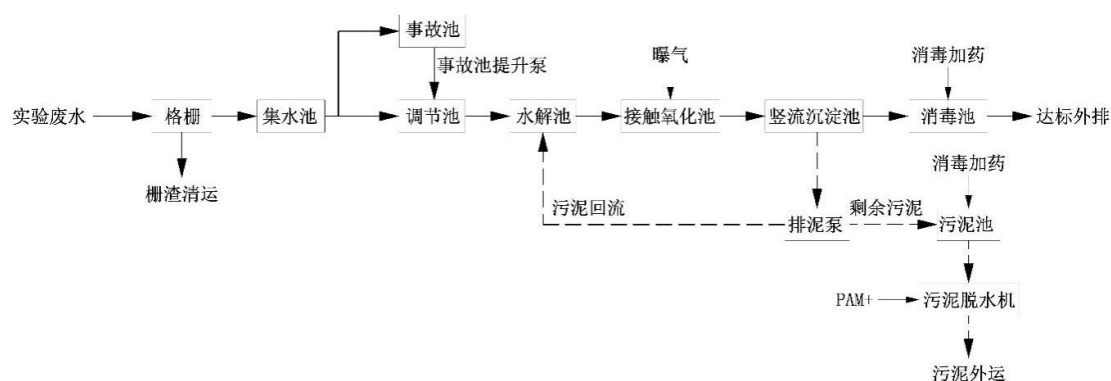 事故池
曝气
消毒加药
事故池提升泵
实验废水
格栅
集水池
调节池
水解池
接触氧化池
竖流沉淀池
消毒池
达标外排
栅渣清运
消毒加药
污泥回流
剩余污泥
排泥泵
污泥池
PAM+
污泥脱水机
污泥外运